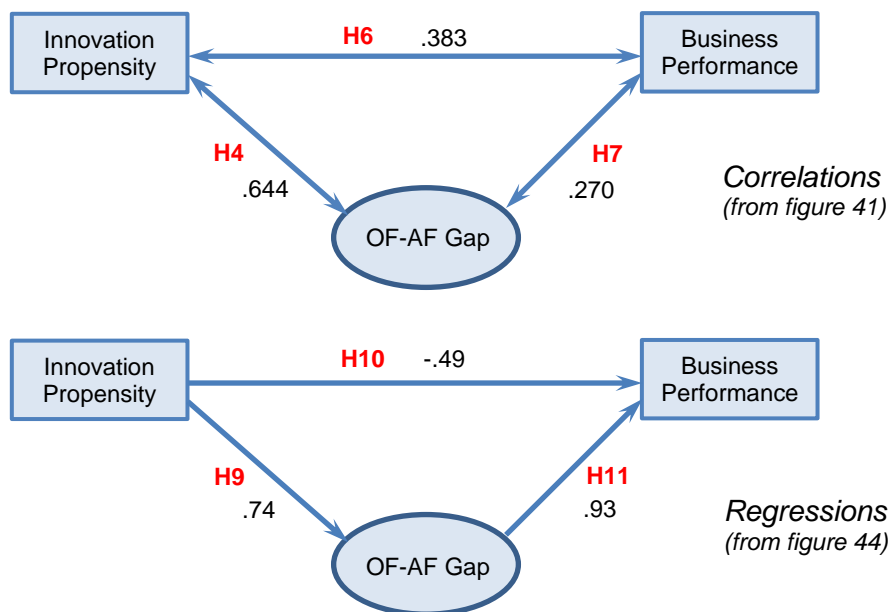 Innovation
Propensity
H6 .383
Business
Performance
H4
.644
H7
.270
OF-AF Gap
Correlations
(from figure 41)
Innovation
Propensity
H10 -.49
Business
Performance
H9
.74
H11
.93
OF-AF Gap
Regressions
(from figure 44)